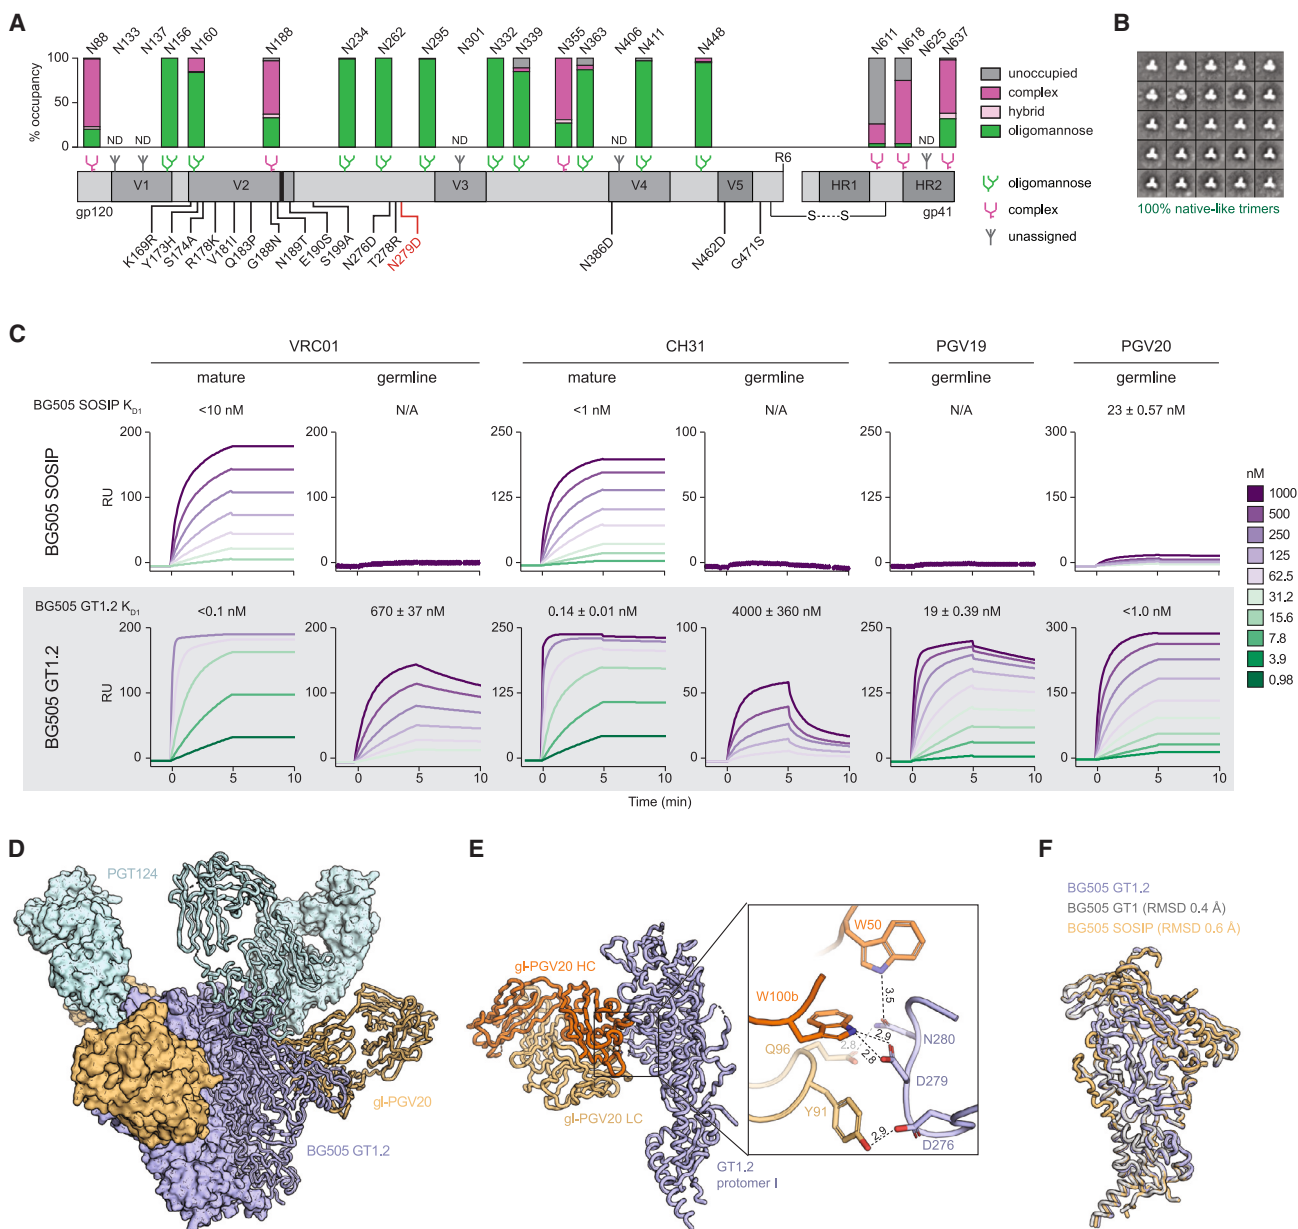 A
N88 N133 N137 N156 N160 N188 N234 N262 N295 N301 N332 N339 N355 N363 N406 N411 N448 N611 N618 N625 N637
100
50
0
% occupancy
ND ND ND ND ND
unoccupied
complex
hybrid
oligomannose
R6
V1 V2 V3 V4 V5 HR1 HR2
gp120
gp41
S-----S
oligomannose
complex
unassigned
K169R Y173H S174A R178K V181I Q183P G188N N189T E190S S199A N276D T278R N279D N386D N462D G471S
B
100% native-like trimers
C
VRC01 CH31 PGV19 PGV20
mature germline mature germline germline germline
BG505 SOSIP KD1 <10 nM N/A <1 nM N/A N/A 23 ± 0.57 nM
BG505 SOSIP
RU
200 200 250 100 250 300
100 100 125 50 125 150
0 0 0 0 0 0
nM
1000
500
250
125
62.5
31.2
15.6
7.8
3.9
0.98
BG505 GT1.2 KD1 <0.1 nM 670 ± 37 nM 0.14 ± 0.01 nM 4000 ± 360 nM 19 ± 0.39 nM <1.0 nM
BG505 GT1.2
RU
200 200 250 100 250 300
100 100 125 50 125 150
0 0 0 0 0 0
0 5 10 0 5 10 0 5 10 0 5 10 0 5 10 0 5 10
Time (min)
D
PGT124
gl-PGV20
BG505 GT1.2
E
gl-PGV20 HC
gl-PGV20 LC
GT1.2
protomer I
W50
3.5
W100b
N280
2.9
2.8
Q96
2.8
D279
Y91
2.9
D276
F
BG505 GT1.2
BG505 GT1 (RMSD 0.4 Å)
BG505 SOSIP (RMSD 0.6 Å)